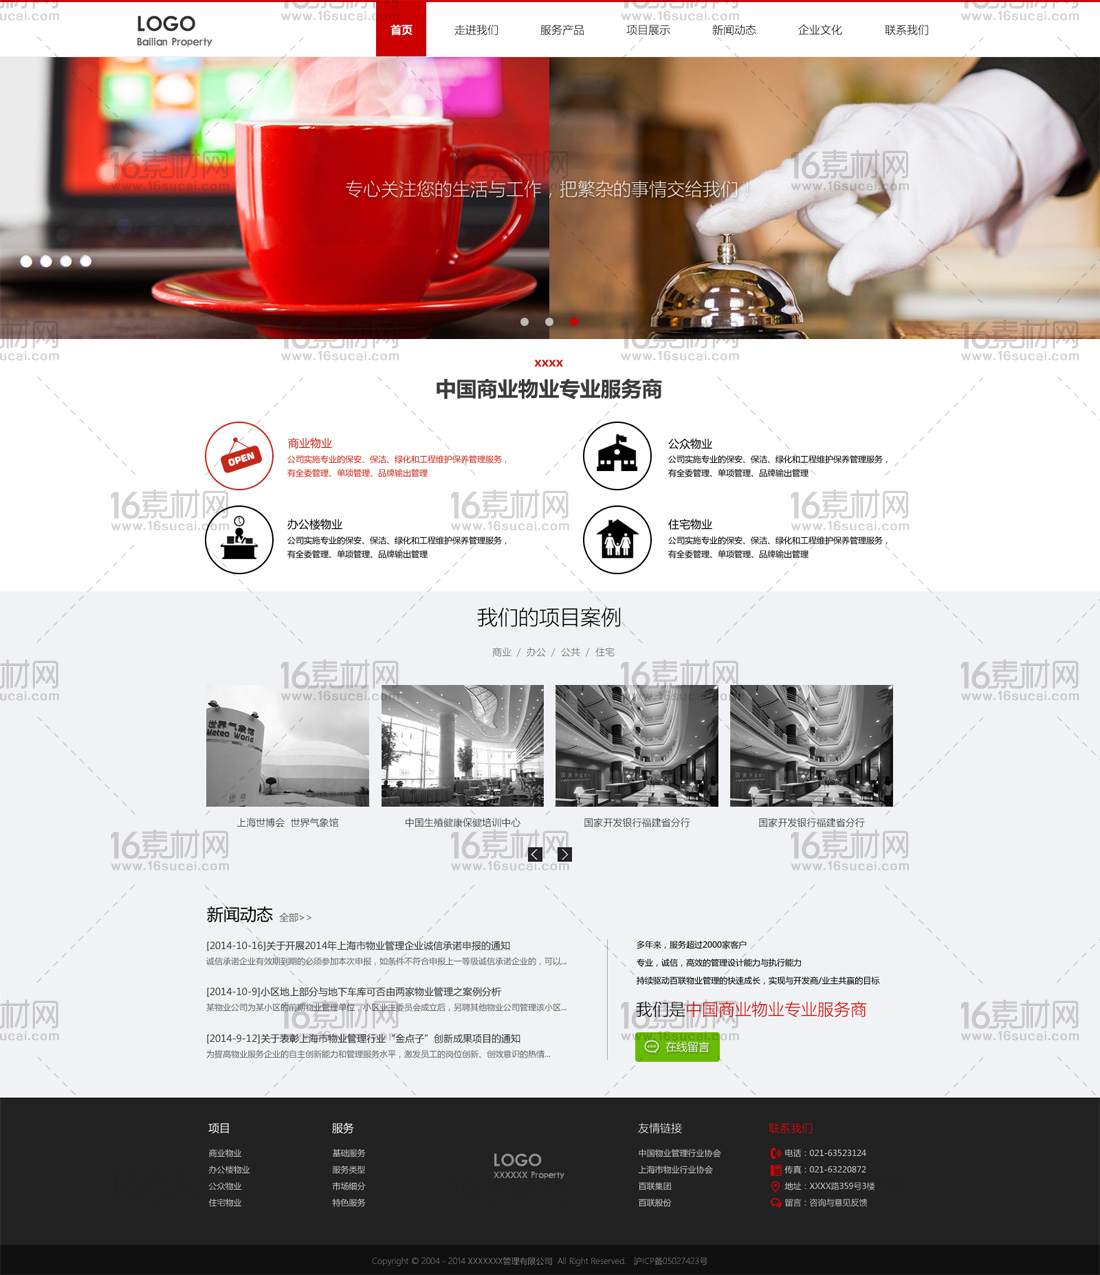 LOGO
Bailian Property
首页 走进我们 服务产品 项目展示 新闻动态 企业文化 联系我们
专心关注您的生活与工作，把繁杂的事情交给我们！
xxxx
中国商业物业专业服务商
OPEN
商业物业
公司实施专业的保安、保洁、绿化和工程维护保养管理服务，
有全委管理、单项管理、品牌输出管理
公众物业
公司实施专业的保安、保洁、绿化和工程维护保养管理服务，
有全委管理、单项管理、品牌输出管理
办公楼物业
公司实施专业的保安、保洁、绿化和工程维护保养管理服务，
有全委管理、单项管理、品牌输出管理
住宅物业
公司实施专业的保安、保洁、绿化和工程维护保养管理服务，
有全委管理、单项管理、品牌输出管理
我们的项目案例
商业 / 办公 / 公共 / 住宅
世界气象馆
Meteo World
上海世博会 世界气象馆
中国生殖健康保健培训中心
国家开发银行福建省分行
国家开发银行福建省分行
新闻动态 全部>>
[2014-10-16]关于开展2014年上海市物业管理企业诚信承诺申报的通知
诚信承诺企业有效期到期的必须参加本次申报，如条件不符合申报上一等级诚信承诺企业的，可以...
[2014-10-9]小区地上部分与地下车库可否由两家物业管理之案例分析
某物业公司为某小区的前期物业管理单位，小区业主委员会成立后，另聘其他物业公司管理该小区...
[2014-9-12]关于表彰上海市物业管理行业“金点子”创新成果项目的通知
为提高物业服务企业的自主创新能力和管理服务水平，激发员工的岗位创新、创效意识的热情...
多年来，服务超过2000家客户
专业，诚信，高效的管理设计能力与执行能力
持续驱动百联物业管理的快速成长，实现与开发商/业主共赢的目标
我们是中国商业物业专业服务商
在线留言
项目
商业物业
办公楼物业
公众物业
住宅物业
服务
基础服务
服务类型
市场细分
特色服务
LOGO
XXXXXX Property
友情链接
中国物业管理行业协会
上海市物业行业协会
百联集团
百联股份
联系我们
电话：021-63523124
传真：021-63220872
地址：XXXX路359号3楼
留言：咨询与意见反馈
Copyright © 2004 - 2014 XXXXXXX管理有限公司 All Right Reserved. 沪ICP备05027423号
16素材网
www.16sucai.com